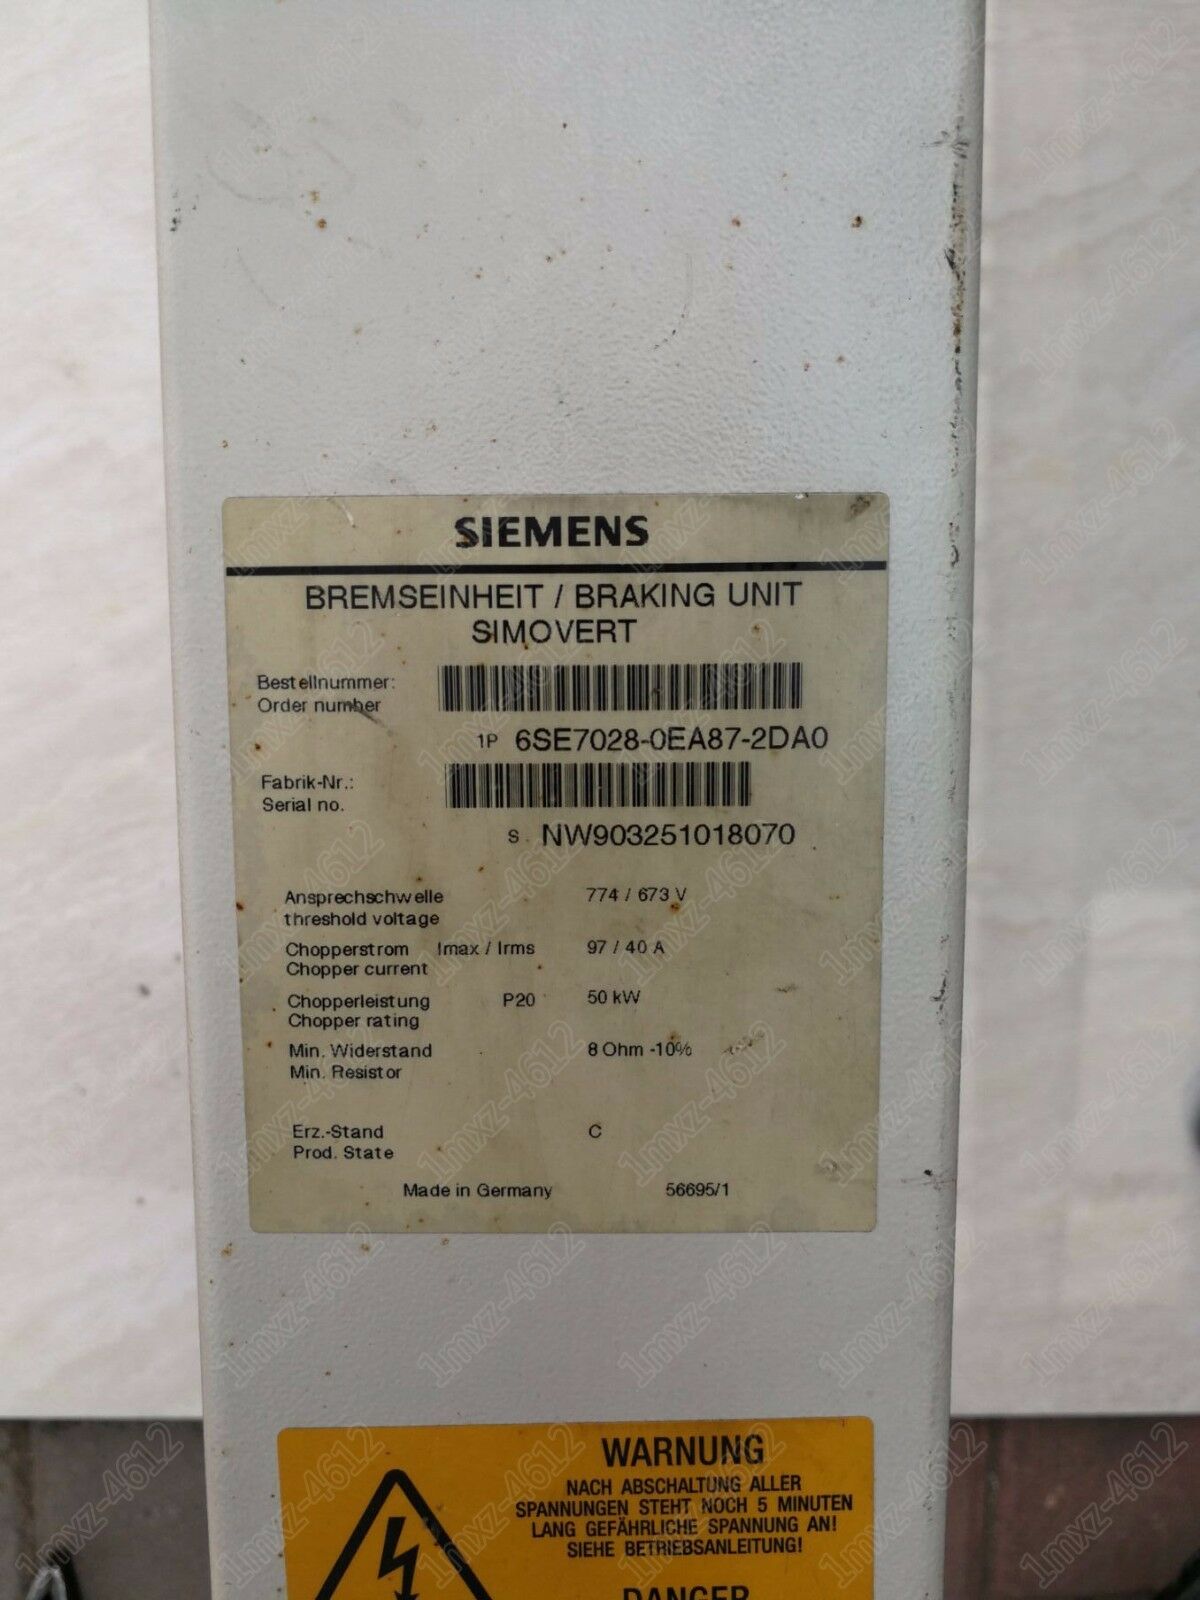 SIEMENS
BREMSEINHEIT / BRAKING UNIT
SIMOVERT
Bestellnummer:
Order number
1P 6SE7028-0EA87-2DA0
Fabrik-Nr.:
Serial no.
S NW903251018070
Ansprechschwelle 774 / 673 V
threshold voltage
Chopperstrom Imax / Irms 97 / 40 A
Chopper current
Chopperleistung P20 50 kW
Chopper rating
Min. Widerstand 8 Ohm -10%
Min. Resistor
Erz.-Stand C
Prod. State
Made in Germany 56695/1
WARNUNG
NACH ABSCHALTUNG ALLER
SPANNUNGEN STEHT NOCH 5 MINUTEN
LANG GEFÄHRLICHE SPANNUNG AN!
SIEHE BETRIEBSANLEITUNG!
DANGER
1mxz-4612